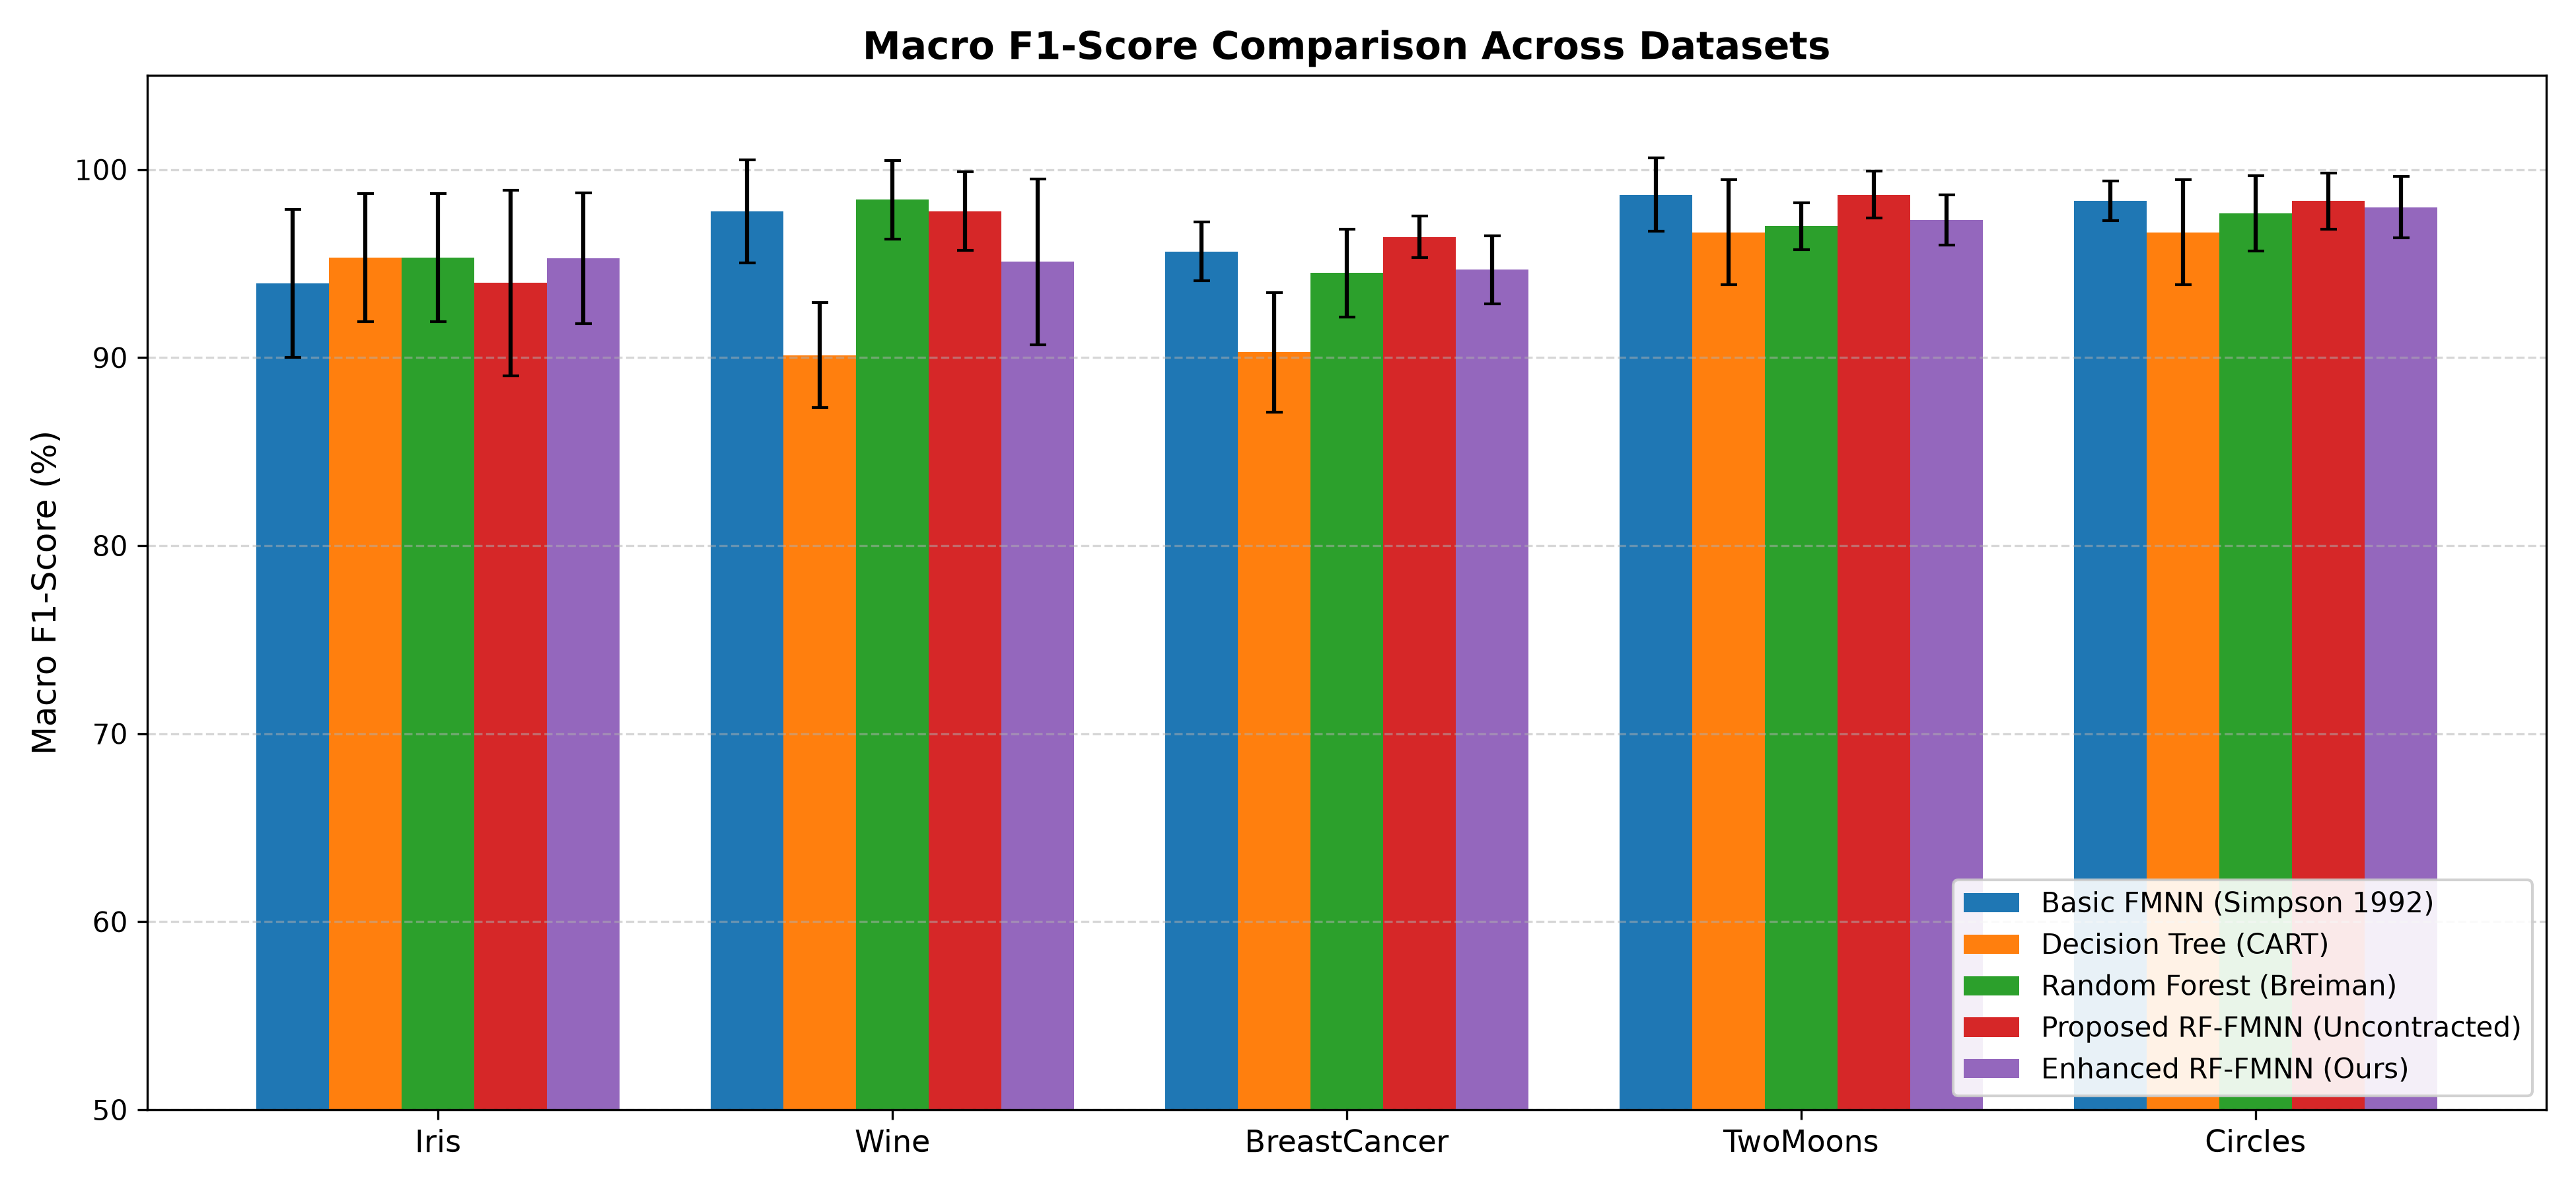 Macro F1-Score Comparison Across Datasets
Macro F1-Score (%)
100
90
80
70
60
50
Iris
Wine
BreastCancer
TwoMoons
Circles
Basic FMNN (Simpson 1992)
Decision Tree (CART)
Random Forest (Breiman)
Proposed RF-FMNN (Uncontracted)
Enhanced RF-FMNN (Ours)